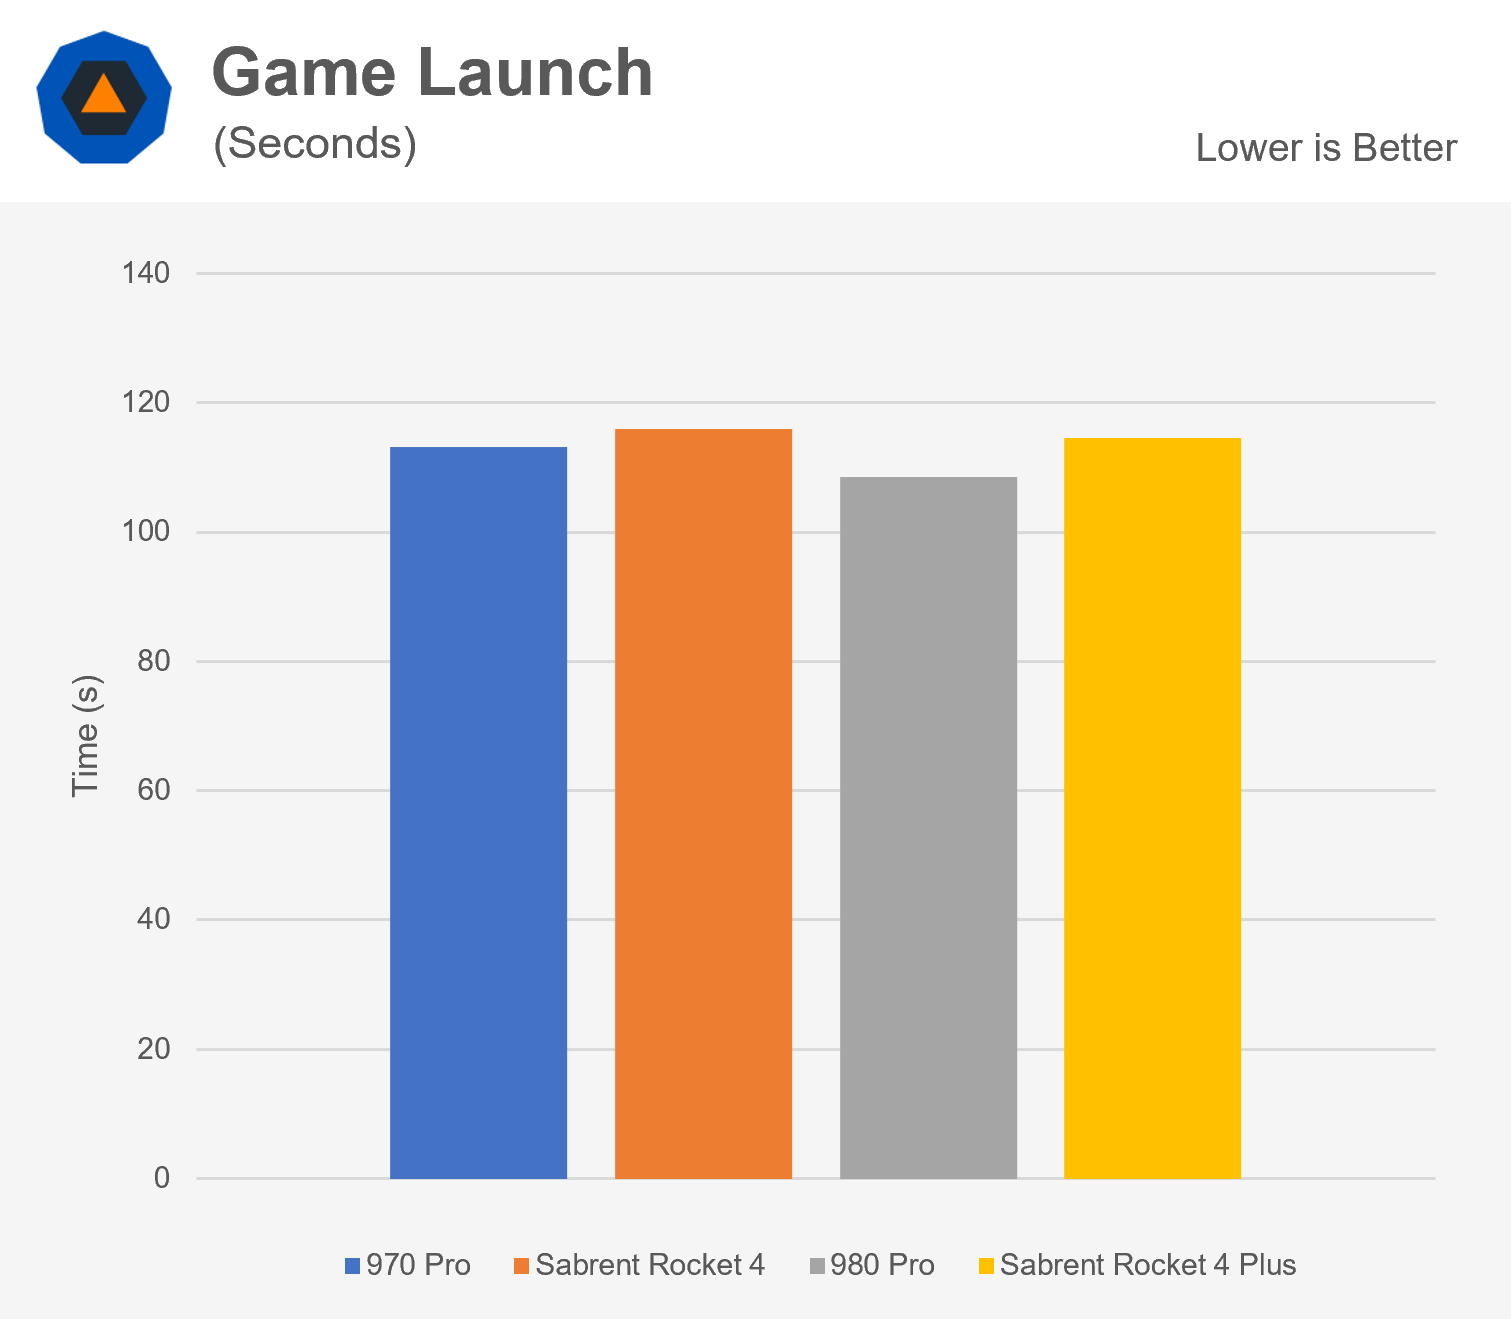 Game Launch
(Seconds)
Lower is Better
140
120
100
80
60
40
20
0
Time (s)
970 Pro
Sabrent Rocket 4
980 Pro
Sabrent Rocket 4 Plus